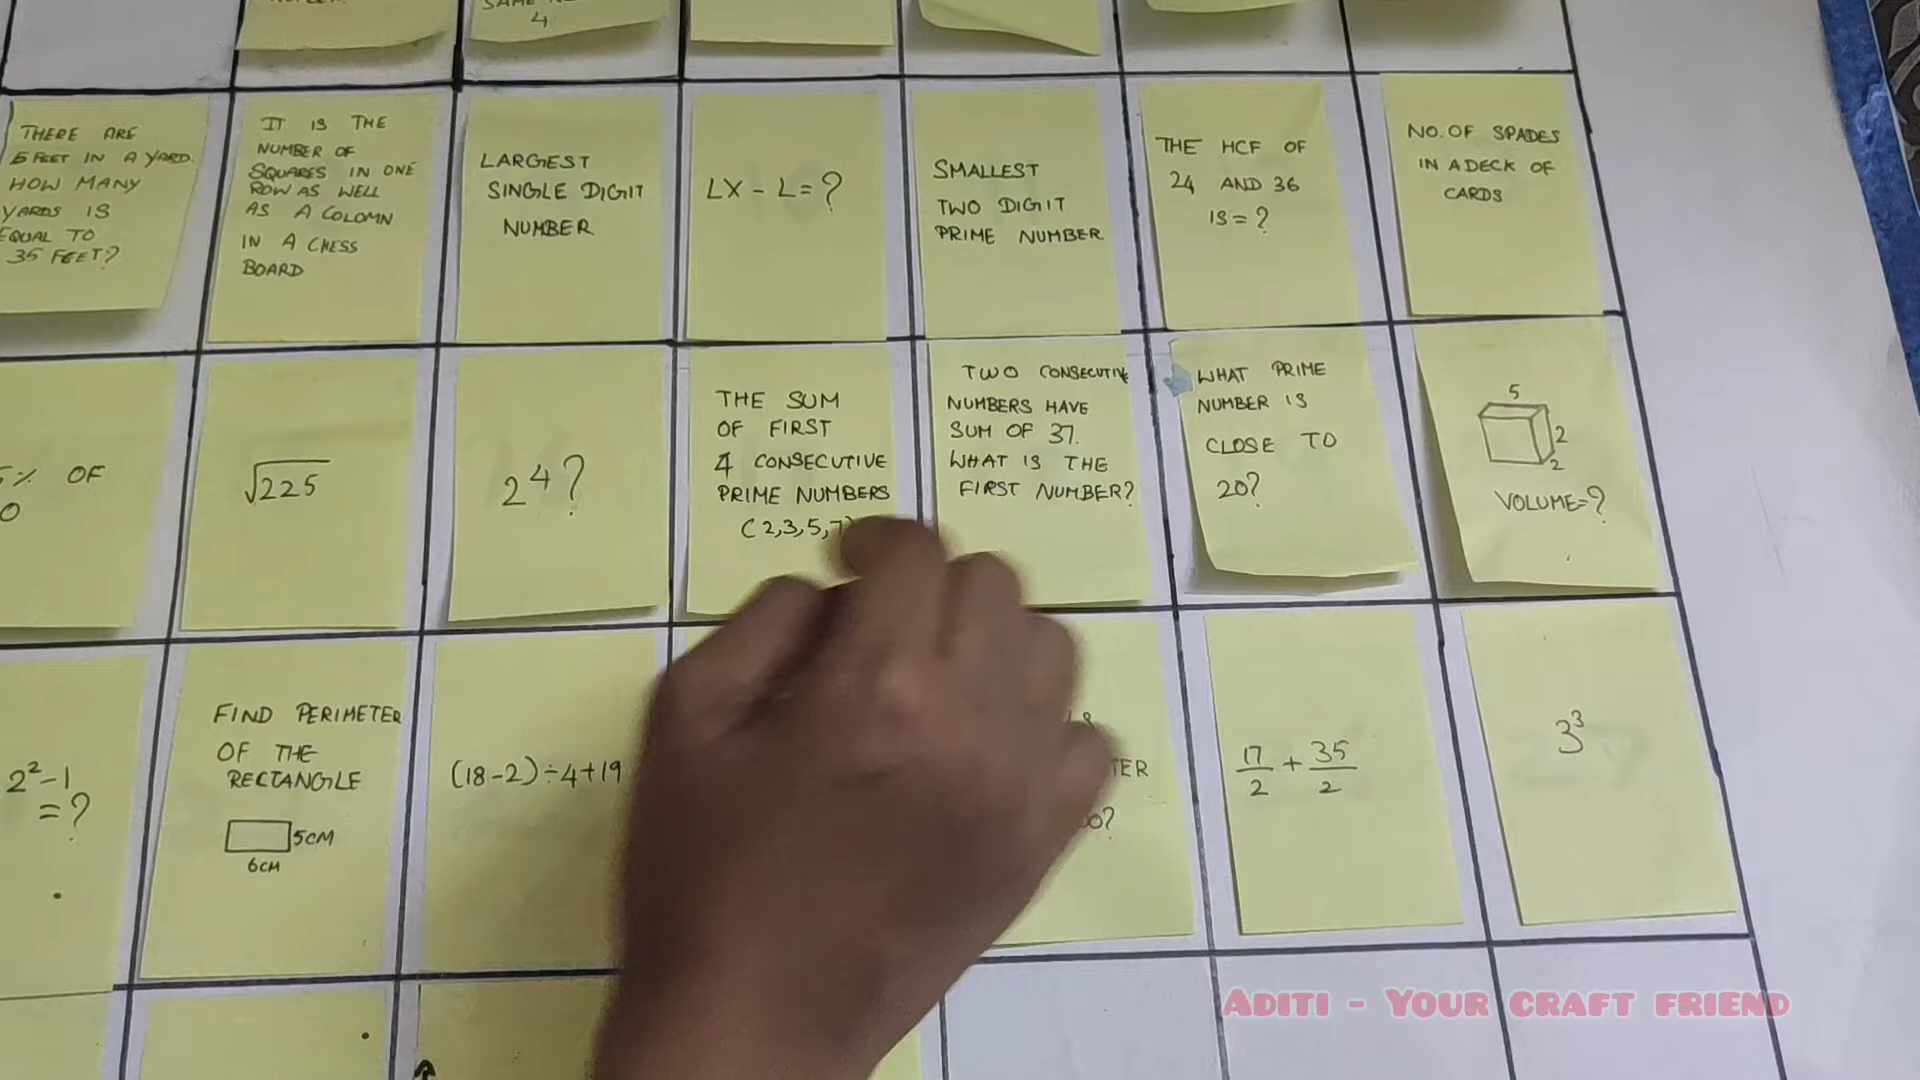 4
THERE ARE
5 FEET IN A YARD.
HOW MANY
YARDS IS
EQUAL TO
35 FEET?
IT IS THE
NUMBER OF
SQUARES IN ONE
ROW AS WELL
AS A COLOMN
IN A CHESS
BOARD
LARGEST
SINGLE DIGIT
NUMBER
LX - L = ?
SMALLEST
TWO DIGIT
PRIME NUMBER
THE HCF OF
24 AND 36
IS = ?
NO. OF SPADES
IN A DECK OF
CARDS
% OF
√225
2⁴?
THE SUM
OF FIRST
4 CONSECUTIVE
PRIME NUMBERS
(2,3,5,7)
TWO CONSECUTIVE
NUMBERS HAVE
SUM OF 37.
WHAT IS THE
FIRST NUMBER?
WHAT PRIME
NUMBER IS
CLOSE TO
20?
5
2
2
VOLUME=?
2²-1
=?
FIND PERIMETER
OF THE
RECTANGLE
5CM
6CM
(18-2)÷4+19
17/2 + 35/2
3³
ADITI - YOUR CRAFT FRIEND